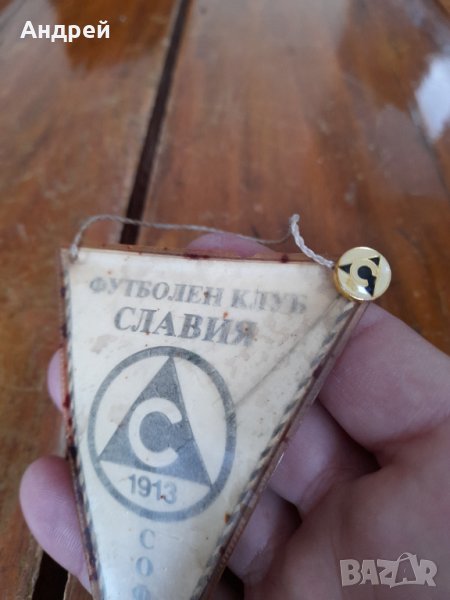 Андрей
ФУТБОЛЕН КЛУБ
СЛАВИЯ
C
C
1913
С
О
Ф
BAZAR